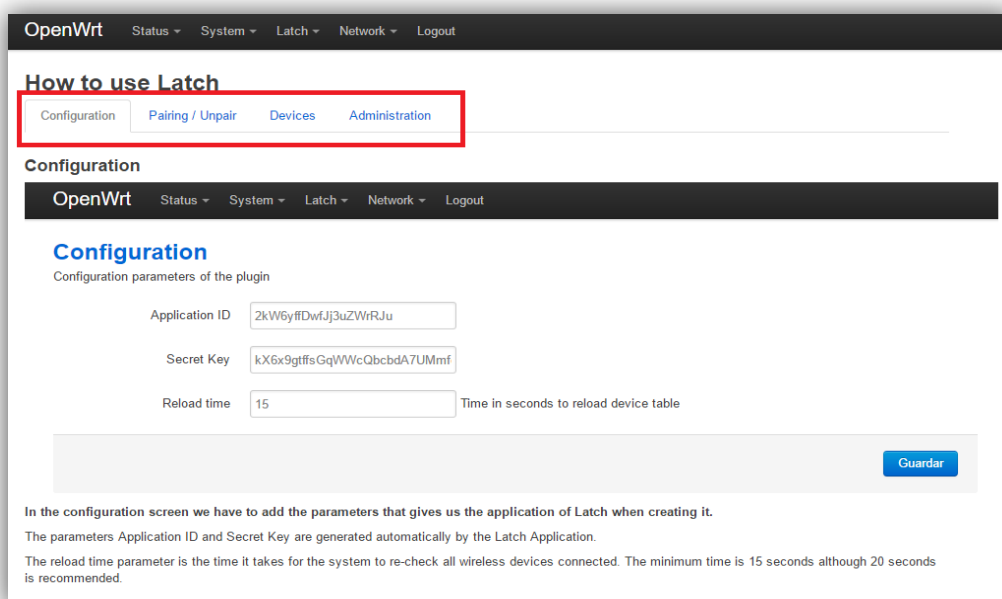 OpenWrt Status System Latch Network Logout
How to use Latch
Configuration Pairing / Unpair Devices Administration
Configuration
OpenWrt Status System Latch Network Logout
Configuration
Configuration parameters of the plugin
Application ID 2kW6yffDwfJj3uZWrRJu
Secret Key kX6x9gtffsGqWWcQbcbdA7UMmf
Reload time 15 Time in seconds to reload device table
Guardar
In the configuration screen we have to add the parameters that gives us the application of Latch when creating it.
The parameters Application ID and Secret Key are generated automatically by the Latch Application.
The reload time parameter is the time it takes for the system to re-check all wireless devices connected. The minimum time is 15 seconds although 20 seconds
is recommended.